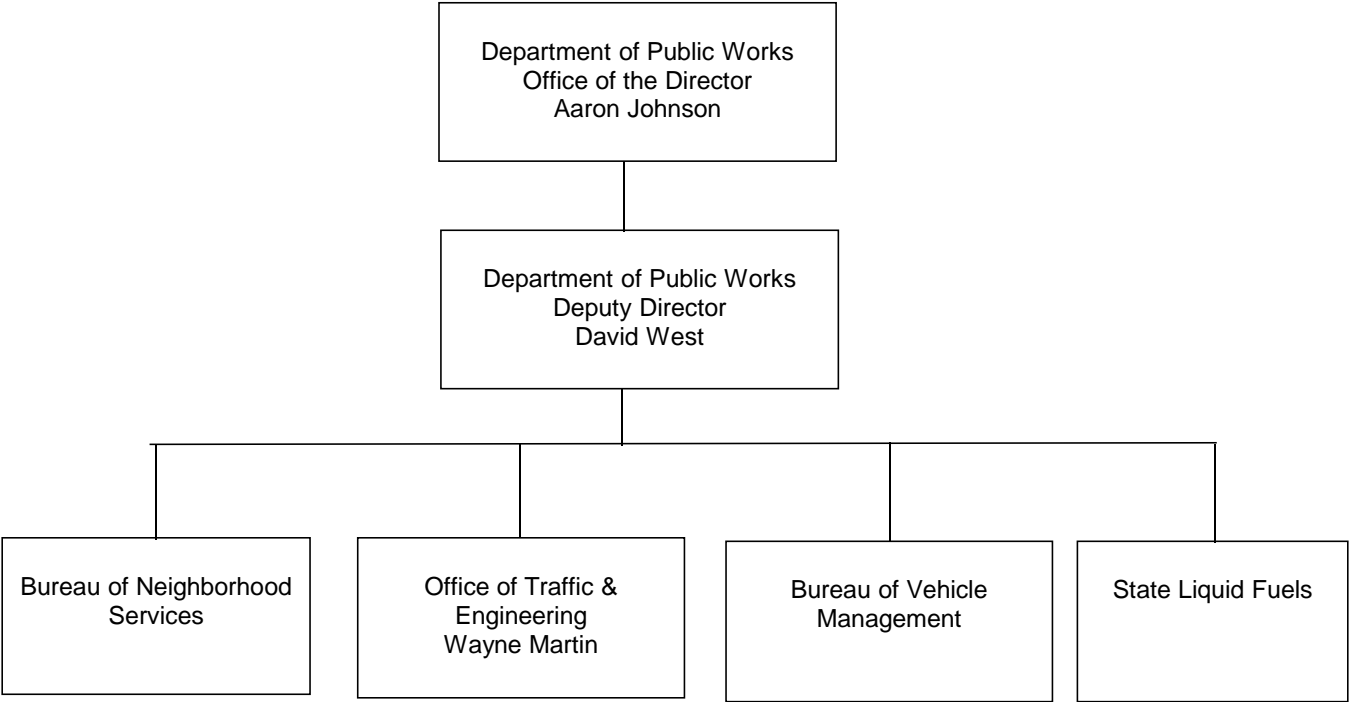 Department of Public Works
Office of the Director
Aaron Johnson
Department of Public Works
Deputy Director
David West
Bureau of Neighborhood
Services
Office of Traffic &
Engineering
Wayne Martin
Bureau of Vehicle
Management
State Liquid Fuels